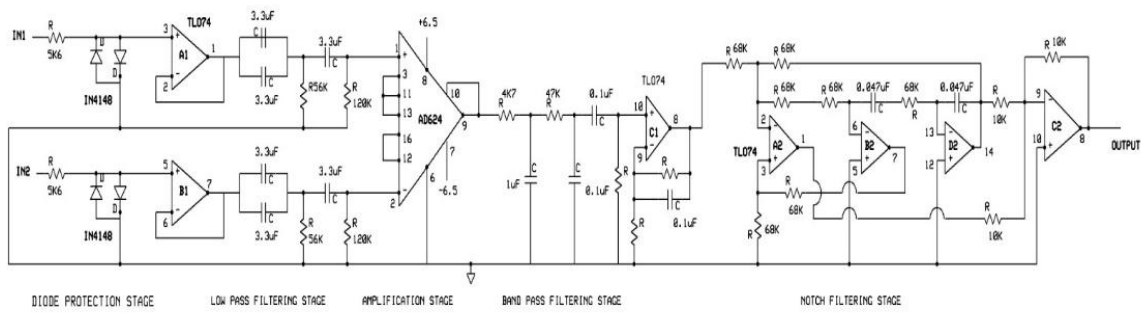 IN1
R
5K6
D
D
IN4148
3
+
TL074
A1
1
2
-
3.3uF
C
C
3.3uF
3.3uF
C
R56K
R
120K
+6.5
1
+
3
11
13
16
12
-
2
8
10
AD624
9
7
6
-6.5
R 4K7
47K
R
0.1uF
C
C
1uF
C
0.1uF
R
TL074
10
+
C1
8
9
-
R
C
0.1uF
R
R 68K
R 68K
R 68K
68K
R
0.047uF
C
68K
R
0.047uF
C
R
10K
R 10K
2
-
A2
1
TL074
+
3
6
-
B2
5
+
7
13
-
D2
12
+
14
9
-
C2
10
+
8
OUTPUT
R
68K
R
68K
R
10K
IN2
R
5K6
D
D
IN4148
5
+
B1
7
6
-
3.3uF
C
C
3.3uF
3.3uF
C
R
56K
R
120K
DIODE PROTECTION STAGE
LOW PASS FILTERING STAGE
AMPLIFICATION STAGE
BAND PASS FILTERING STAGE
NOTCH FILTERING STAGE